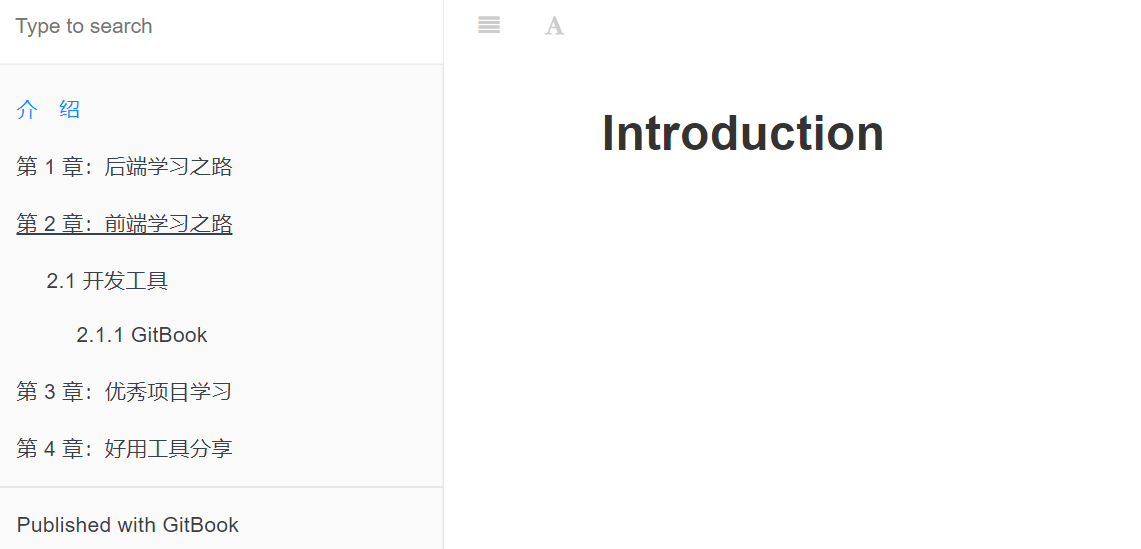 Type to search
介　绍
第 1 章：后端学习之路
第 2 章：前端学习之路
2.1 开发工具
2.1.1 GitBook
第 3 章：优秀项目学习
第 4 章：好用工具分享
Published with GitBook
A
Introduction